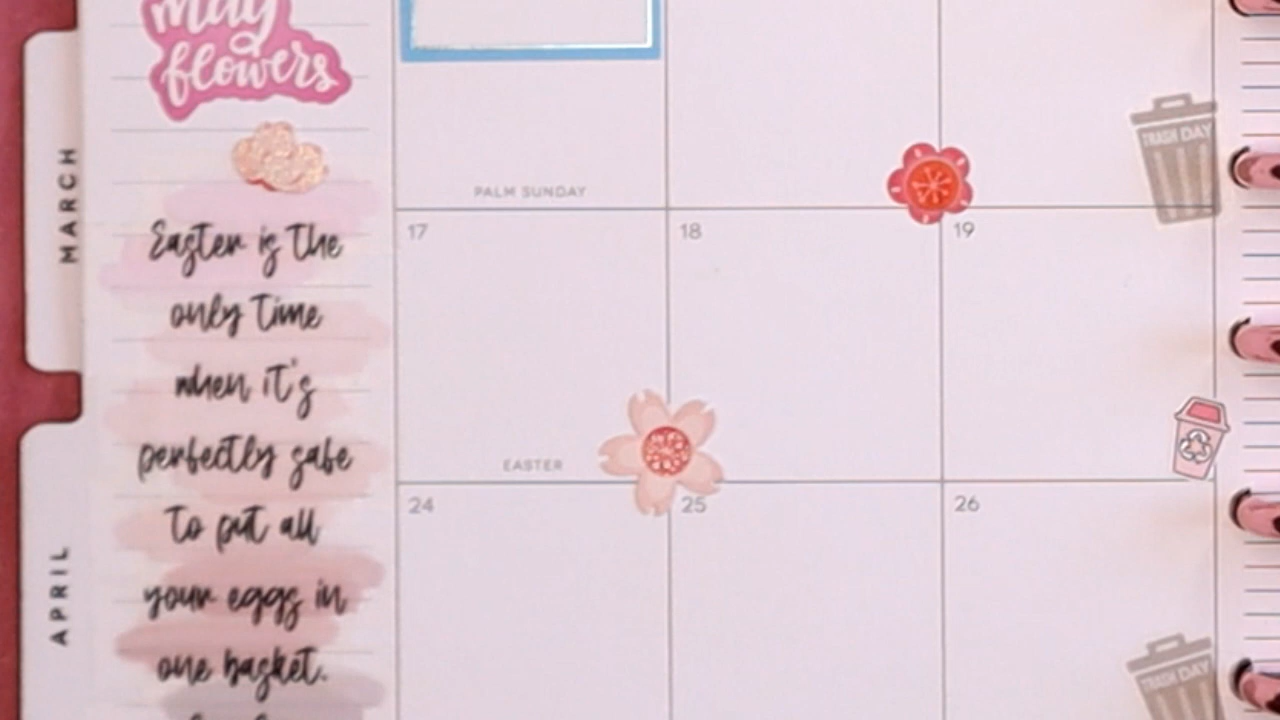 may
flowers
MARCH
Easter is the
only time
when it's
perfectly safe
to put all
your eggs in
one basket.
APRIL
PALM SUNDAY
TRASH DAY
17
18
19
EASTER
24
25
26
TRASH DAY